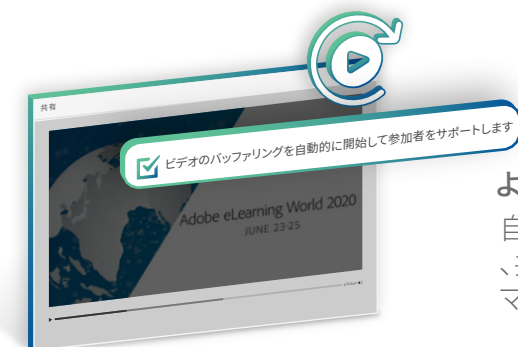 共有
ビデオのバッファリングを自動的に開始して参加者をサポートします
Adobe eLearning World 2020
JUNE 23-25
よ
自
マ